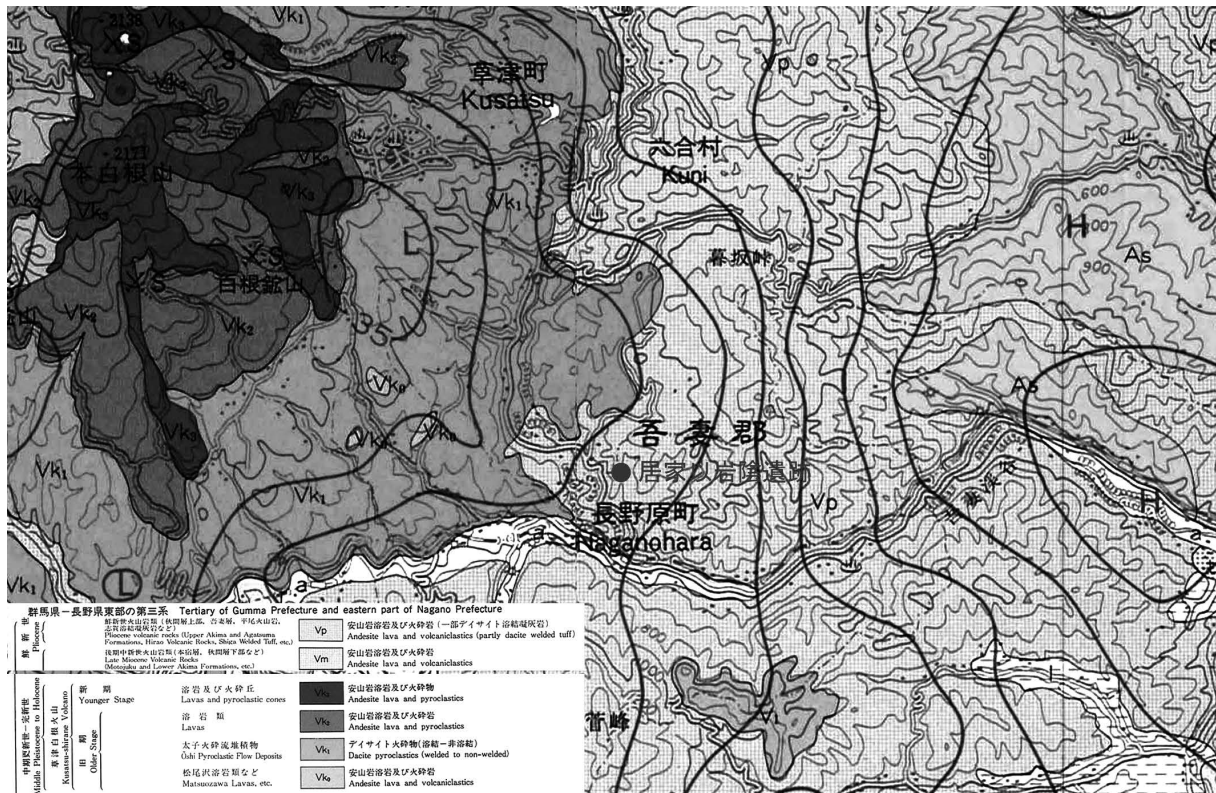 2138
Vk₁
Vk₂
S
草津町
Kusatsu
Vp
2171
本白根山
Vk₃
六合村
Kuni
Vk₁
L
暮坂峠
H
600
900
As
S
白根鉱山
Vk₂
351
Vk₀
As
Vk₀
Vk₃
吾妻郡
居家以岩陰遺跡
Vk₁
Vk₁
長野原町
Vp
Naganohara
H
a
a
a
L
Vk₁
菅峰
群馬県－長野県東部の第三系 Tertiary of Gumma Prefecture and eastern part of Nagano Prefecture
鮮新世
Pliocene
鮮新世火山岩類（秋間層上部，吾妻層，平尾火山岩，
志賀溶結凝灰岩など）
Pliocene volcanic rocks (Upper Akima and Agatsuma
Formations, Hirao Volcanic Rocks, Shiga Welded Tuff, etc.)
Vp
安山岩溶岩及び火砕岩（一部デイサイト溶結凝灰岩）
Andesite lava and volcaniclastics (partly dacite welded tuff)
後期中新世火山岩類（本宿層，秋間層下部など）
Late Miocene Volcanic Rocks
(Motojuku and Lower Akima Formations, etc.)
Vm
安山岩溶岩及び火砕岩
Andesite lava and volcaniclastics
中期更新世－完新世
Middle Pleistocene to Holocene
草津白根火山
Kusatsu-shirane Volcano
新期
Younger Stage
溶岩及び火砕丘
Lavas and pyroclastic cones
Vk₃
安山岩溶岩及び火砕物
Andesite lava and pyroclastics
旧期
Older Stage
溶岩類
Lavas
Vk₂
安山岩溶岩及び火砕岩
Andesite lava and pyroclastics
太子火砕流堆積物
Ōshi Pyroclastic Flow Deposits
Vk₁
デイサイト火砕物（溶結－非溶結）
Dacite pyroclastics (welded to non-welded)
松尾沢溶岩類など
Matsuozawa Lavas, etc.
Vk₀
安山岩溶岩及び火砕岩
Andesite lava and volcaniclastics